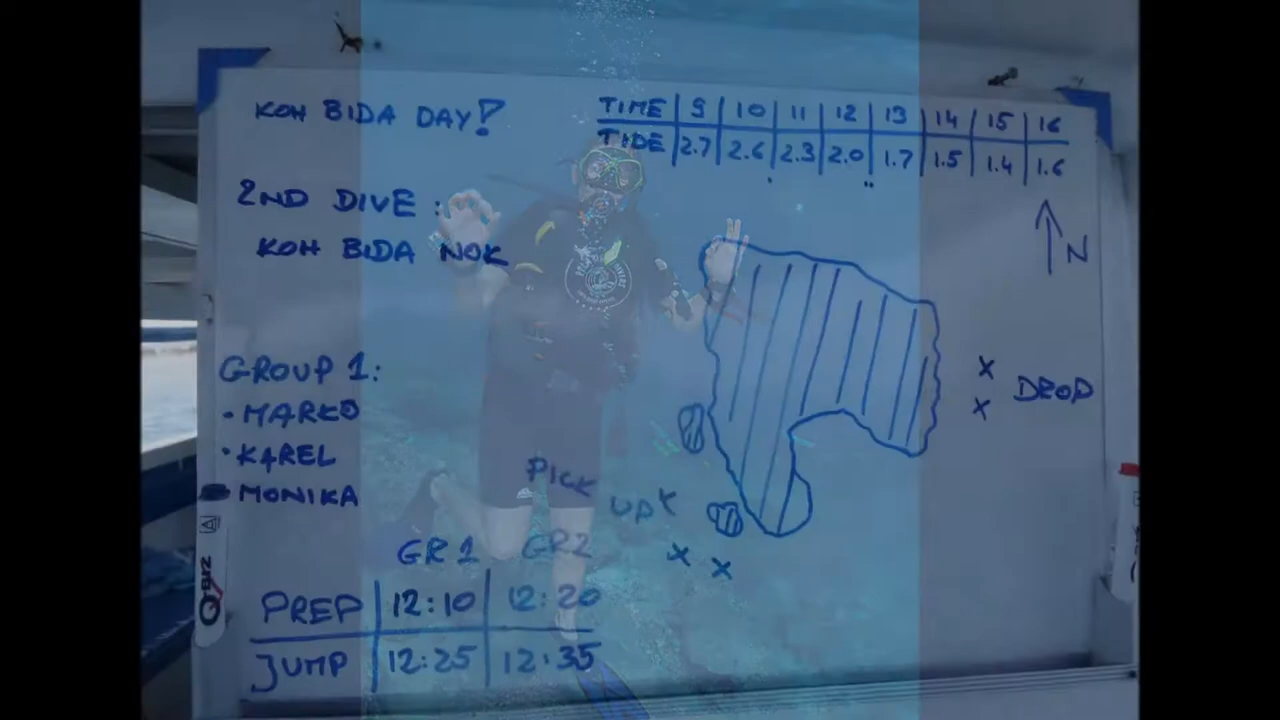 KOH BIDA DAY!
TIME 9 10 11 12 13 14 15 16
TIDE 2.7 2.6 2.3 2.0 1.7 1.5 1.4 1.6
2ND DIVE:
KOH BIDA NOK
N
GROUP 1:
• MARKO
• KAREL
• MONIKA
X
X DROP
PICK UP X
X X
GR 1 GR2
PREP 12:10 12:20
JUMP 12:25 12:35